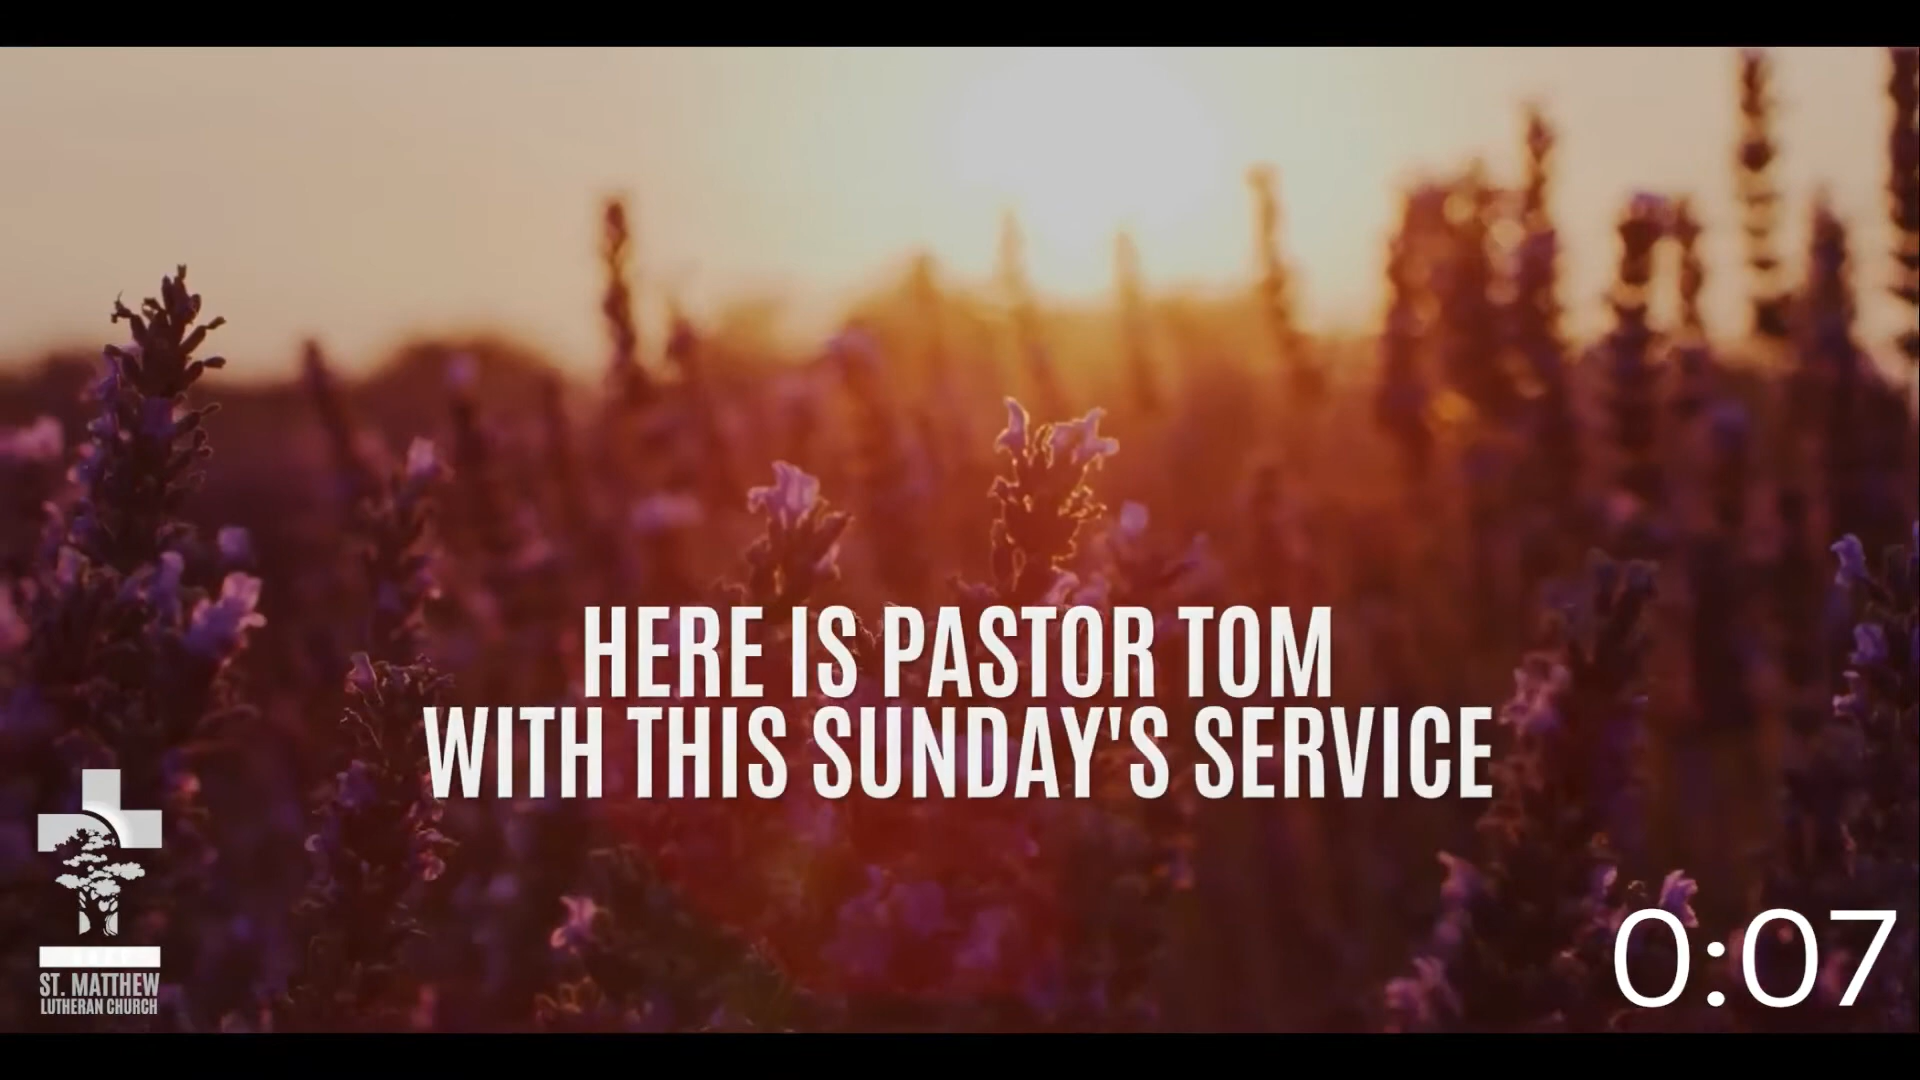 HERE IS PASTOR TOM
WITH THIS SUNDAY'S SERVICE
ST. MATTHEW
LUTHERAN CHURCH
0:07